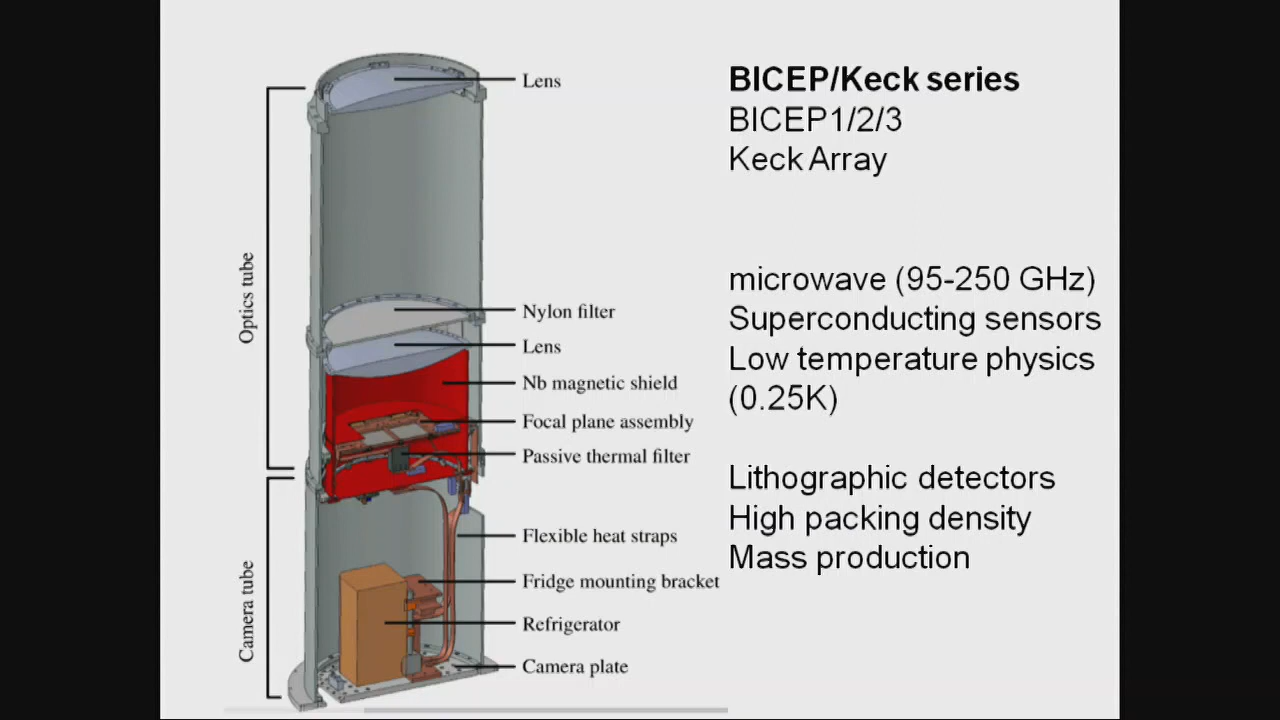 Lens
Optics tube
Nylon filter
Lens
Nb magnetic shield
Focal plane assembly
Passive thermal filter
Flexible heat straps
Camera tube
Fridge mounting bracket
Refrigerator
Camera plate
BICEP/Keck series
BICEP1/2/3
Keck Array
microwave (95-250 GHz)
Superconducting sensors
Low temperature physics
(0.25K)
Lithographic detectors
High packing density
Mass production